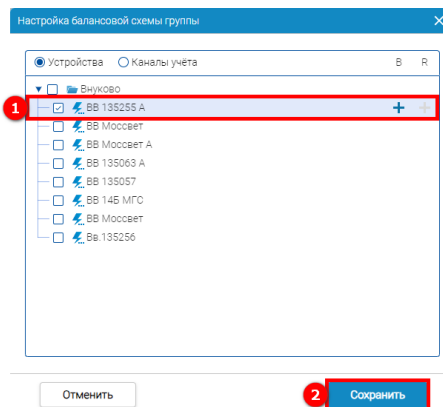 Настройка балансовой схемы группы
Устройства Каналы учёта B R
Внуково
1 ВВ 135255 А
ВВ Моссвет
ВВ Моссвет А
ВВ 135063 А
ВВ 135057
ВВ 14Б МГС
ВВ Моссвет
Вв.135256
Отменить 2 Сохранить